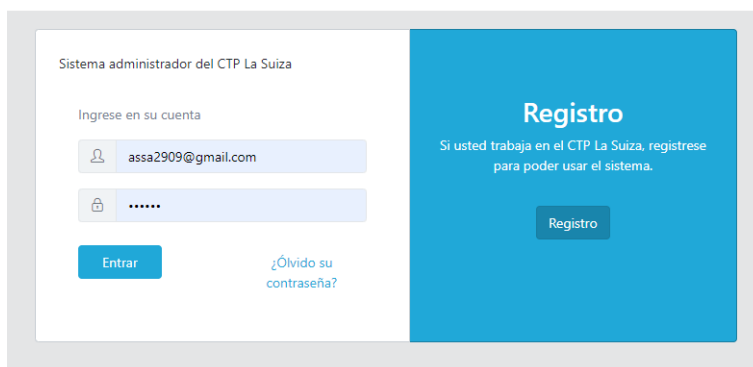 Sistema administrador del CTP La Suiza
Ingrese en su cuenta
assa2909@gmail.com
••••••
Entrar
¿Ólvido su
contraseña?
Registro
Si usted trabaja en el CTP La Suiza, registrese
para poder usar el sistema.
Registro